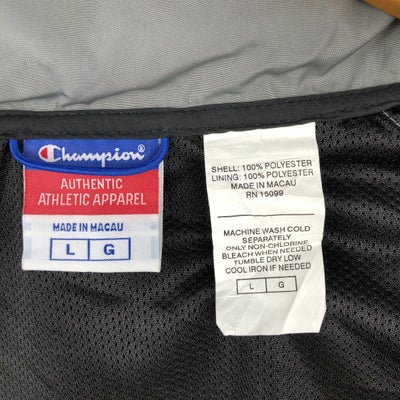 Champion
AUTHENTIC
ATHLETIC APPAREL
MADE IN MACAU
L G
SHELL: 100% POLYESTER
LINING: 100% POLYESTER
MADE IN MACAU
RN 15099
MACHINE WASH COLD
SEPARATELY
ONLY NON-CHLORINE
BLEACH WHEN NEEDED
TUMBLE DRY LOW
COOL IRON IF NEEDED
L G